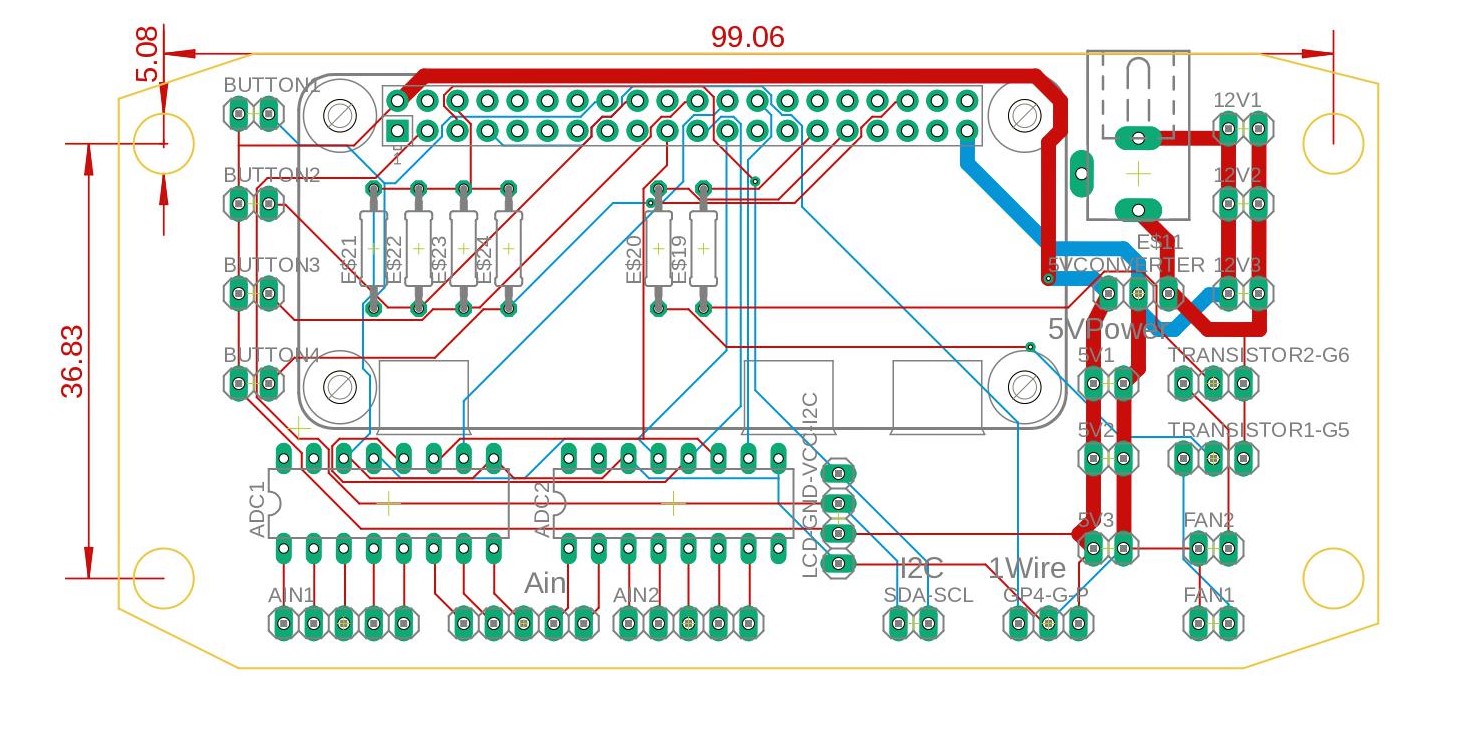 99.06
5.08
BUTTON1
12V1
1
BUTTON2
12V2
E$11
BUTTON3
E$21
E$22
E$23
E$24
E$20
E$19
5VCONVERTER
12V3
5VPower
36.83
BUTTON4
5V1
TRANSISTOR2-G6
5V2
TRANSISTOR1-G5
LCD-GND-VCC-I2C
ADC1
ADC2
5V3
FAN2
Ain
I2C
1Wire
AIN1
AIN2
SDA-SCL
GP4-G-P
FAN1